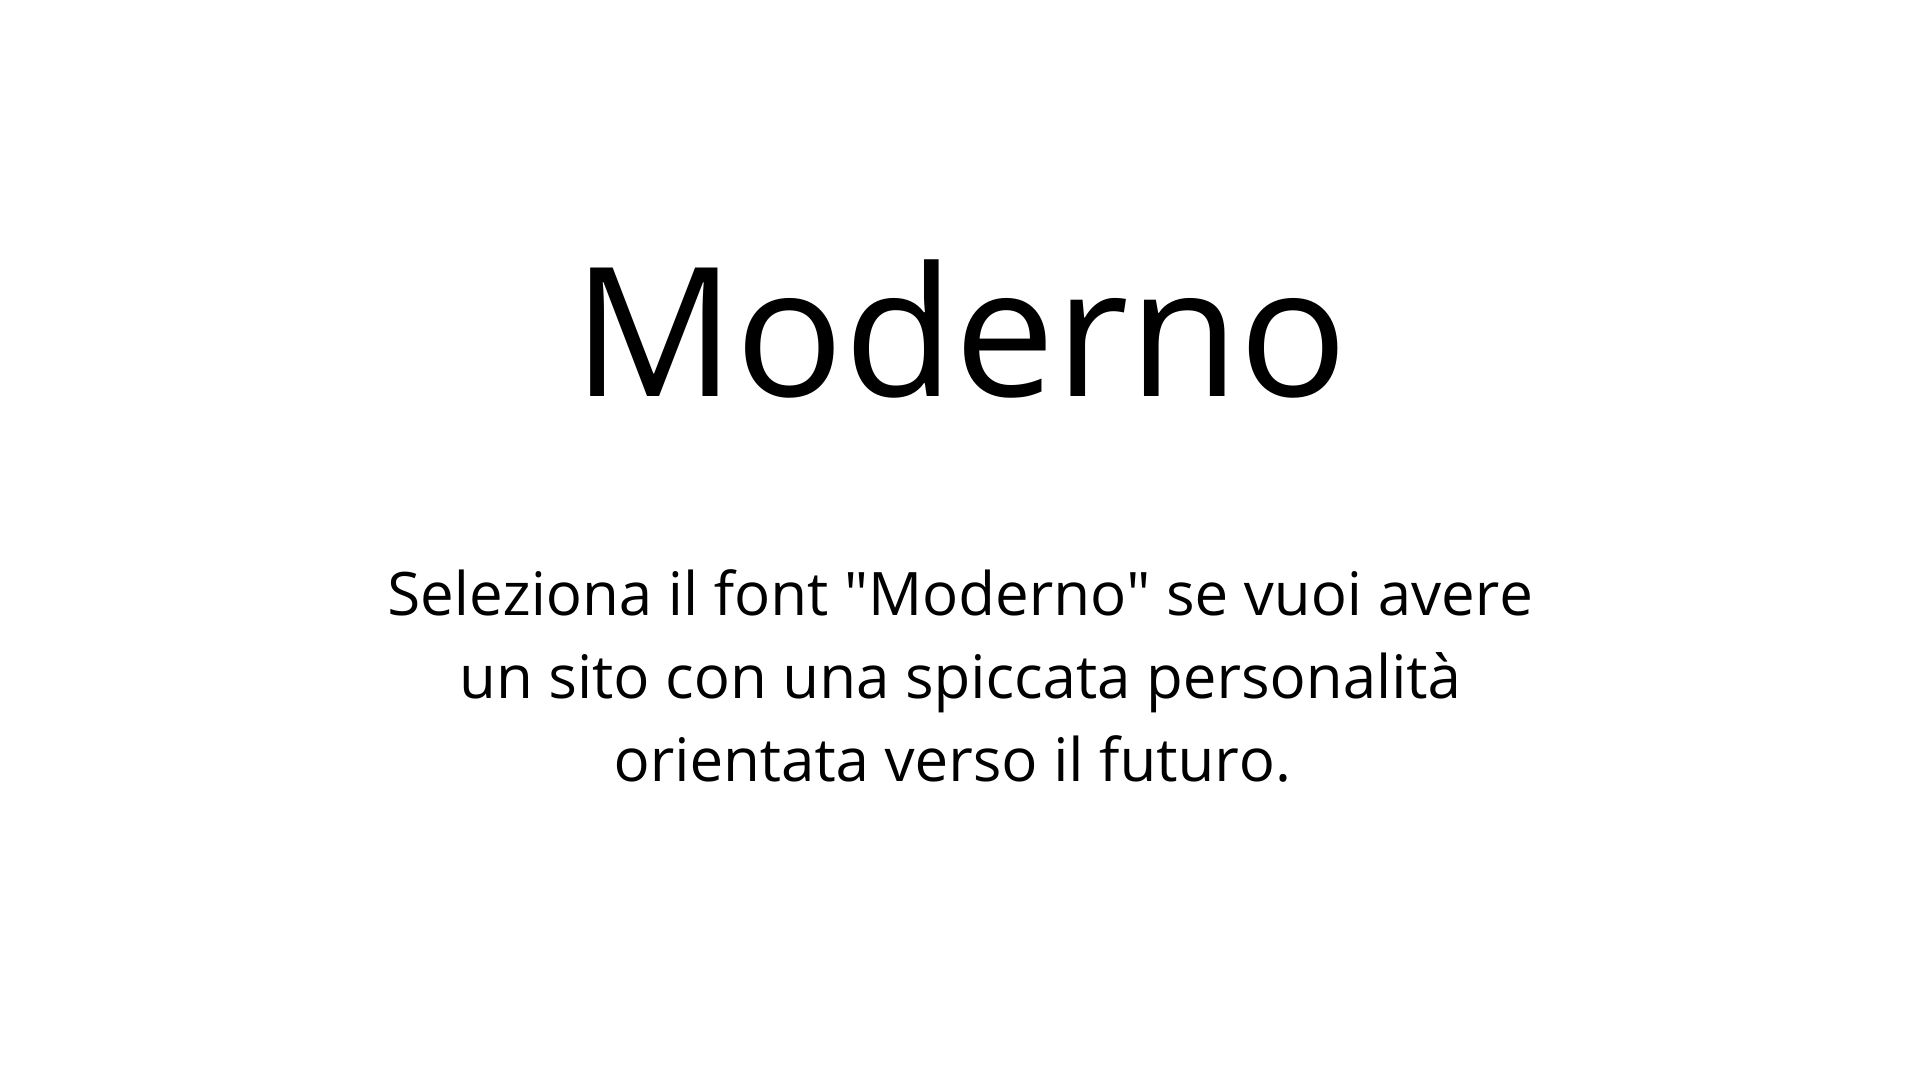 Moderno
Seleziona il font "Moderno" se vuoi avere
un sito con una spiccata personalità
orientata verso il futuro.